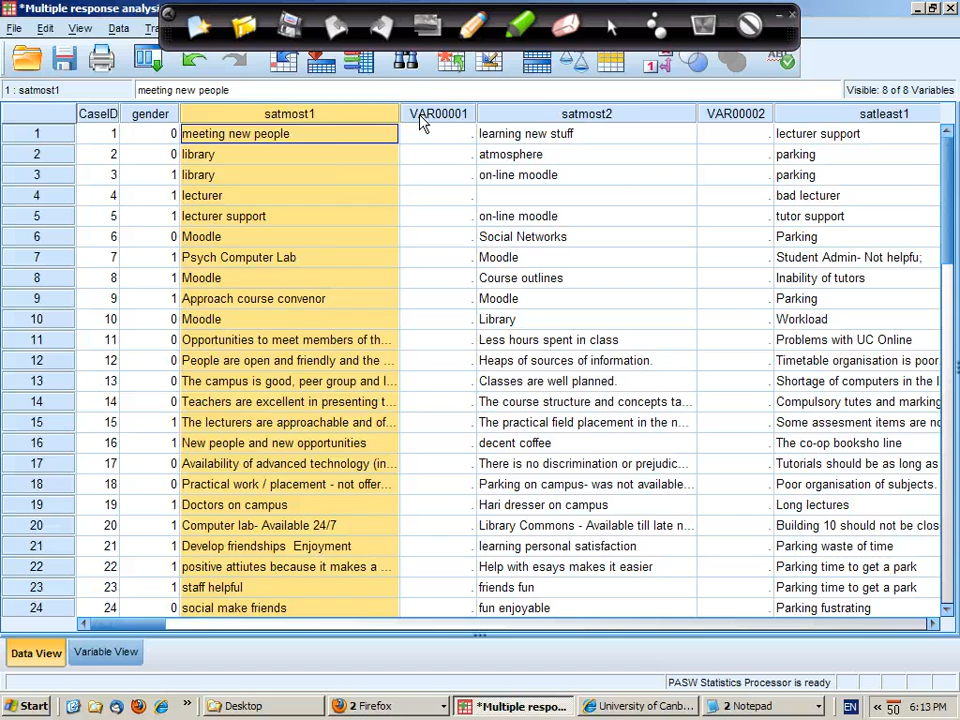 *Multiple response analysi
File Edit View Data Tra
1 : satmost1 meeting new people Visible: 8 of 8 Variables
CaseID gender satmost1 VAR00001 satmost2 VAR00002 satleast1
1 1 0 meeting new people . learning new stuff . lecturer support
2 2 0 library . atmosphere . parking
3 3 1 library . on-line moodle . parking
4 4 1 lecturer . . bad lecturer
5 5 1 lecturer support . on-line moodle . tutor support
6 6 0 Moodle . Social Networks . Parking
7 7 1 Psych Computer Lab . Moodle . Student Admin- Not helpfu;
8 8 1 Moodle . Course outlines . Inability of tutors
9 9 1 Approach course convenor . Moodle . Parking
10 10 0 Moodle . Library . Workload
11 11 0 Opportunities to meet members of th... . Less hours spent in class . Problems with UC Online
12 12 0 People are open and friendly and the ... . Heaps of sources of information. . Timetable organisation is poor
13 13 0 The campus is good, peer group and l... . Classes are well planned. . Shortage of computers in the l
14 14 0 Teachers are excellent in presenting t... . The course structure and concepts ta... . Compulsory tutes and marking
15 15 1 The lecturers are approachable and of... . The practical field placement in the n... . Some assesment items are no
16 16 1 New people and new opportunities . decent coffee . The co-op booksho line
17 17 0 Availability of advanced technology (in... . There is no discrimination or prejudic... . Tutorials should be as long as
18 18 0 Practical work / placement - not offer... . Parking on campus- was not available... . Poor organisation of subjects.
19 19 1 Doctors on campus . Hari dresser on campus . Long lectures
20 20 1 Computer lab- Available 24/7 . Library Commons - Available till late n... . Building 10 should not be clos
21 21 1 Develop friendships Enjoyment . learning personal satisfaction . Parking waste of time
22 22 1 positive attiutes because it makes a ... . Help with esays makes it easier . Parking time to get a park
23 23 1 staff helpful . friends fun . Parking time to get a park
24 24 0 social make friends . fun enjoyable . Parking fustrating
Data View Variable View
PASW Statistics Processor is ready
Start » Desktop 2 Firefox *Multiple respo... University of Canb... 2 Notepad EN « 50 6:13 PM